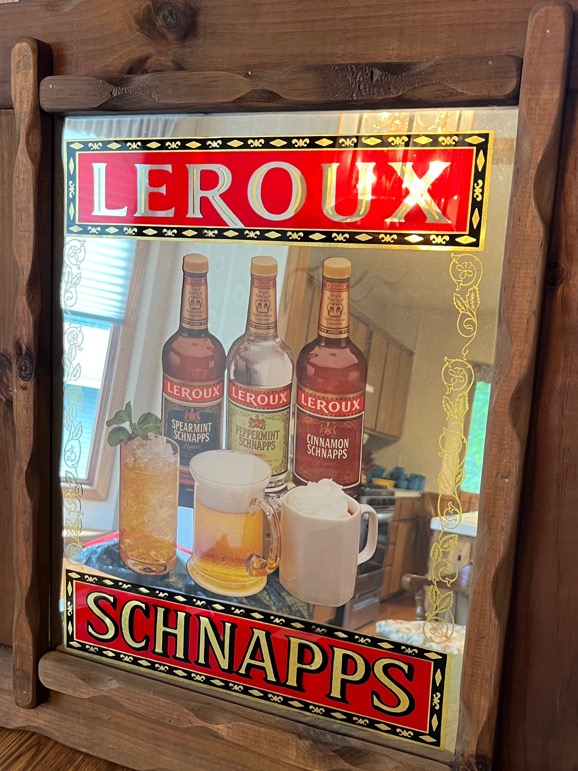 LEROUX
LEROUX
SPEARMINT
SCHNAPPS
LEROUX
PEPPERMINT
SCHNAPPS
LEROUX
CINNAMON
SCHNAPPS
SCHNAPPS